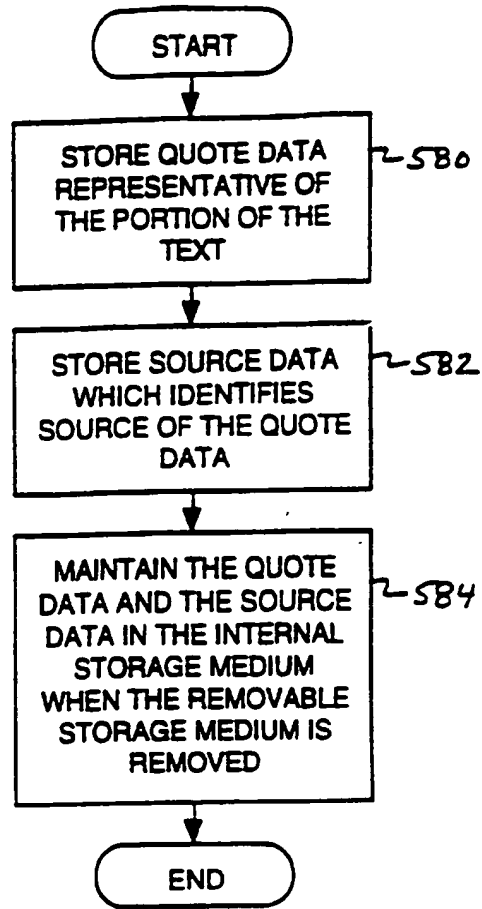 START
STORE QUOTE DATA
REPRESENTATIVE OF
THE PORTION OF THE
TEXT
580
STORE SOURCE DATA
WHICH IDENTIFIES
SOURCE OF THE QUOTE
DATA
582
MAINTAIN THE QUOTE
DATA AND THE SOURCE
DATA IN THE INTERNAL
STORAGE MEDIUM
WHEN THE REMOVABLE
STORAGE MEDIUM IS
REMOVED
584
END